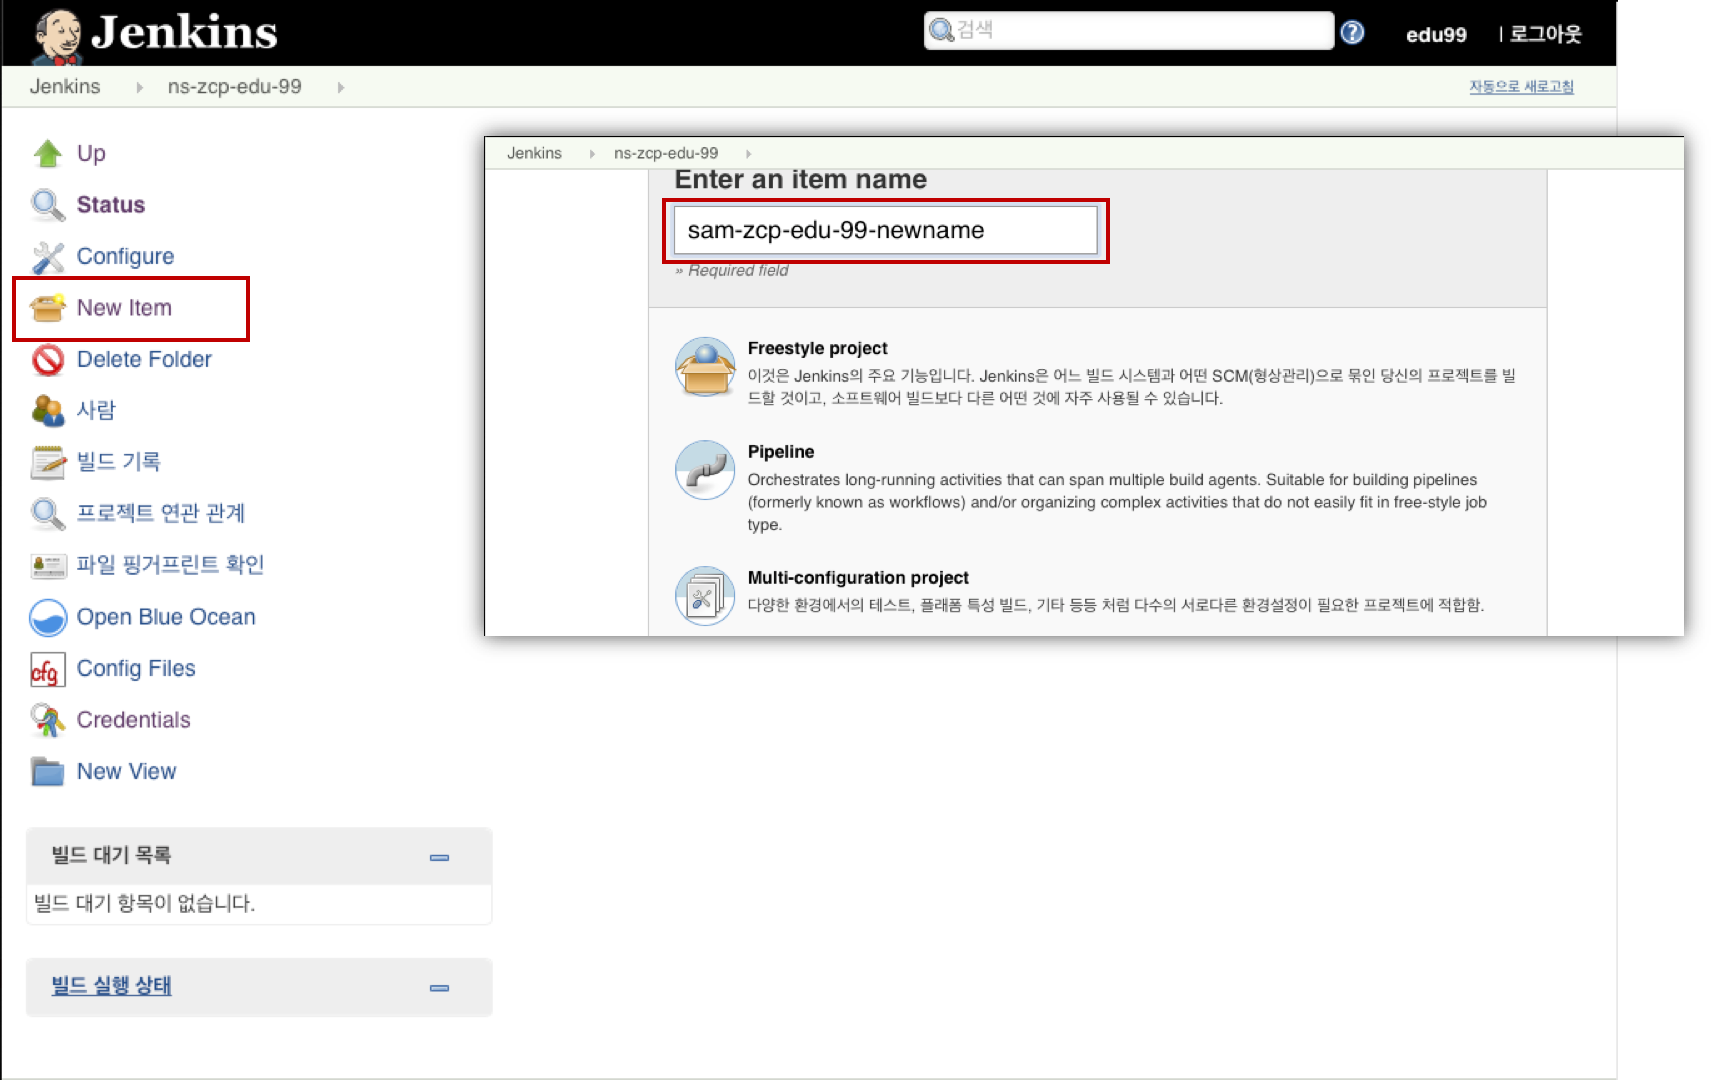 Jenkins
검색
edu99
| 로그아웃
Jenkins
ns-zcp-edu-99
자동으로 새로고침
Up
Status
Configure
New Item
Delete Folder
사람
빌드 기록
프로젝트 연관 관계
파일 핑거프린트 확인
Open Blue Ocean
cfg
Config Files
Credentials
New View
빌드 대기 목록
빌드 대기 항목이 없습니다.
빌드 실행 상태
Jenkins
ns-zcp-edu-99
Enter an item name
sam-zcp-edu-99-newname
» Required field
Freestyle project
이것은 Jenkins의 주요 기능입니다. Jenkins은 어느 빌드 시스템과 어떤 SCM(형상관리)으로 묶인 당신의 프로젝트를 빌
드할 것이고, 소프트웨어 빌드보다 다른 어떤 것에 자주 사용될 수 있습니다.
Pipeline
Orchestrates long-running activities that can span multiple build agents. Suitable for building pipelines
(formerly known as workflows) and/or organizing complex activities that do not easily fit in free-style job
type.
Multi-configuration project
다양한 환경에서의 테스트, 플래폼 특성 빌드, 기타 등등 처럼 다수의 서로다른 환경설정이 필요한 프로젝트에 적합함.